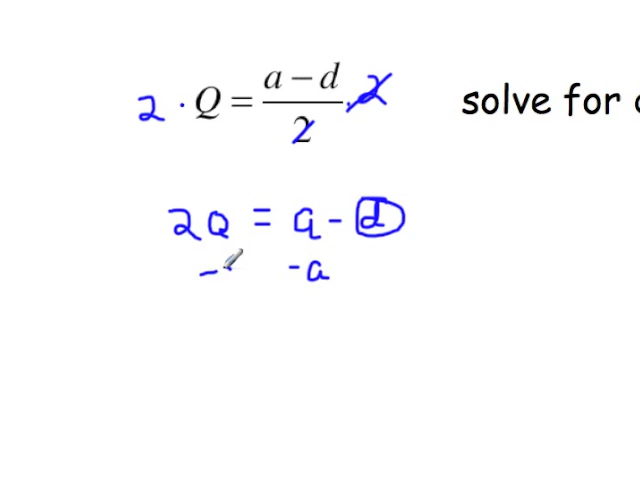 2 · Q = a − d / 2 · 2 solve for
2Q = a - d
- -a